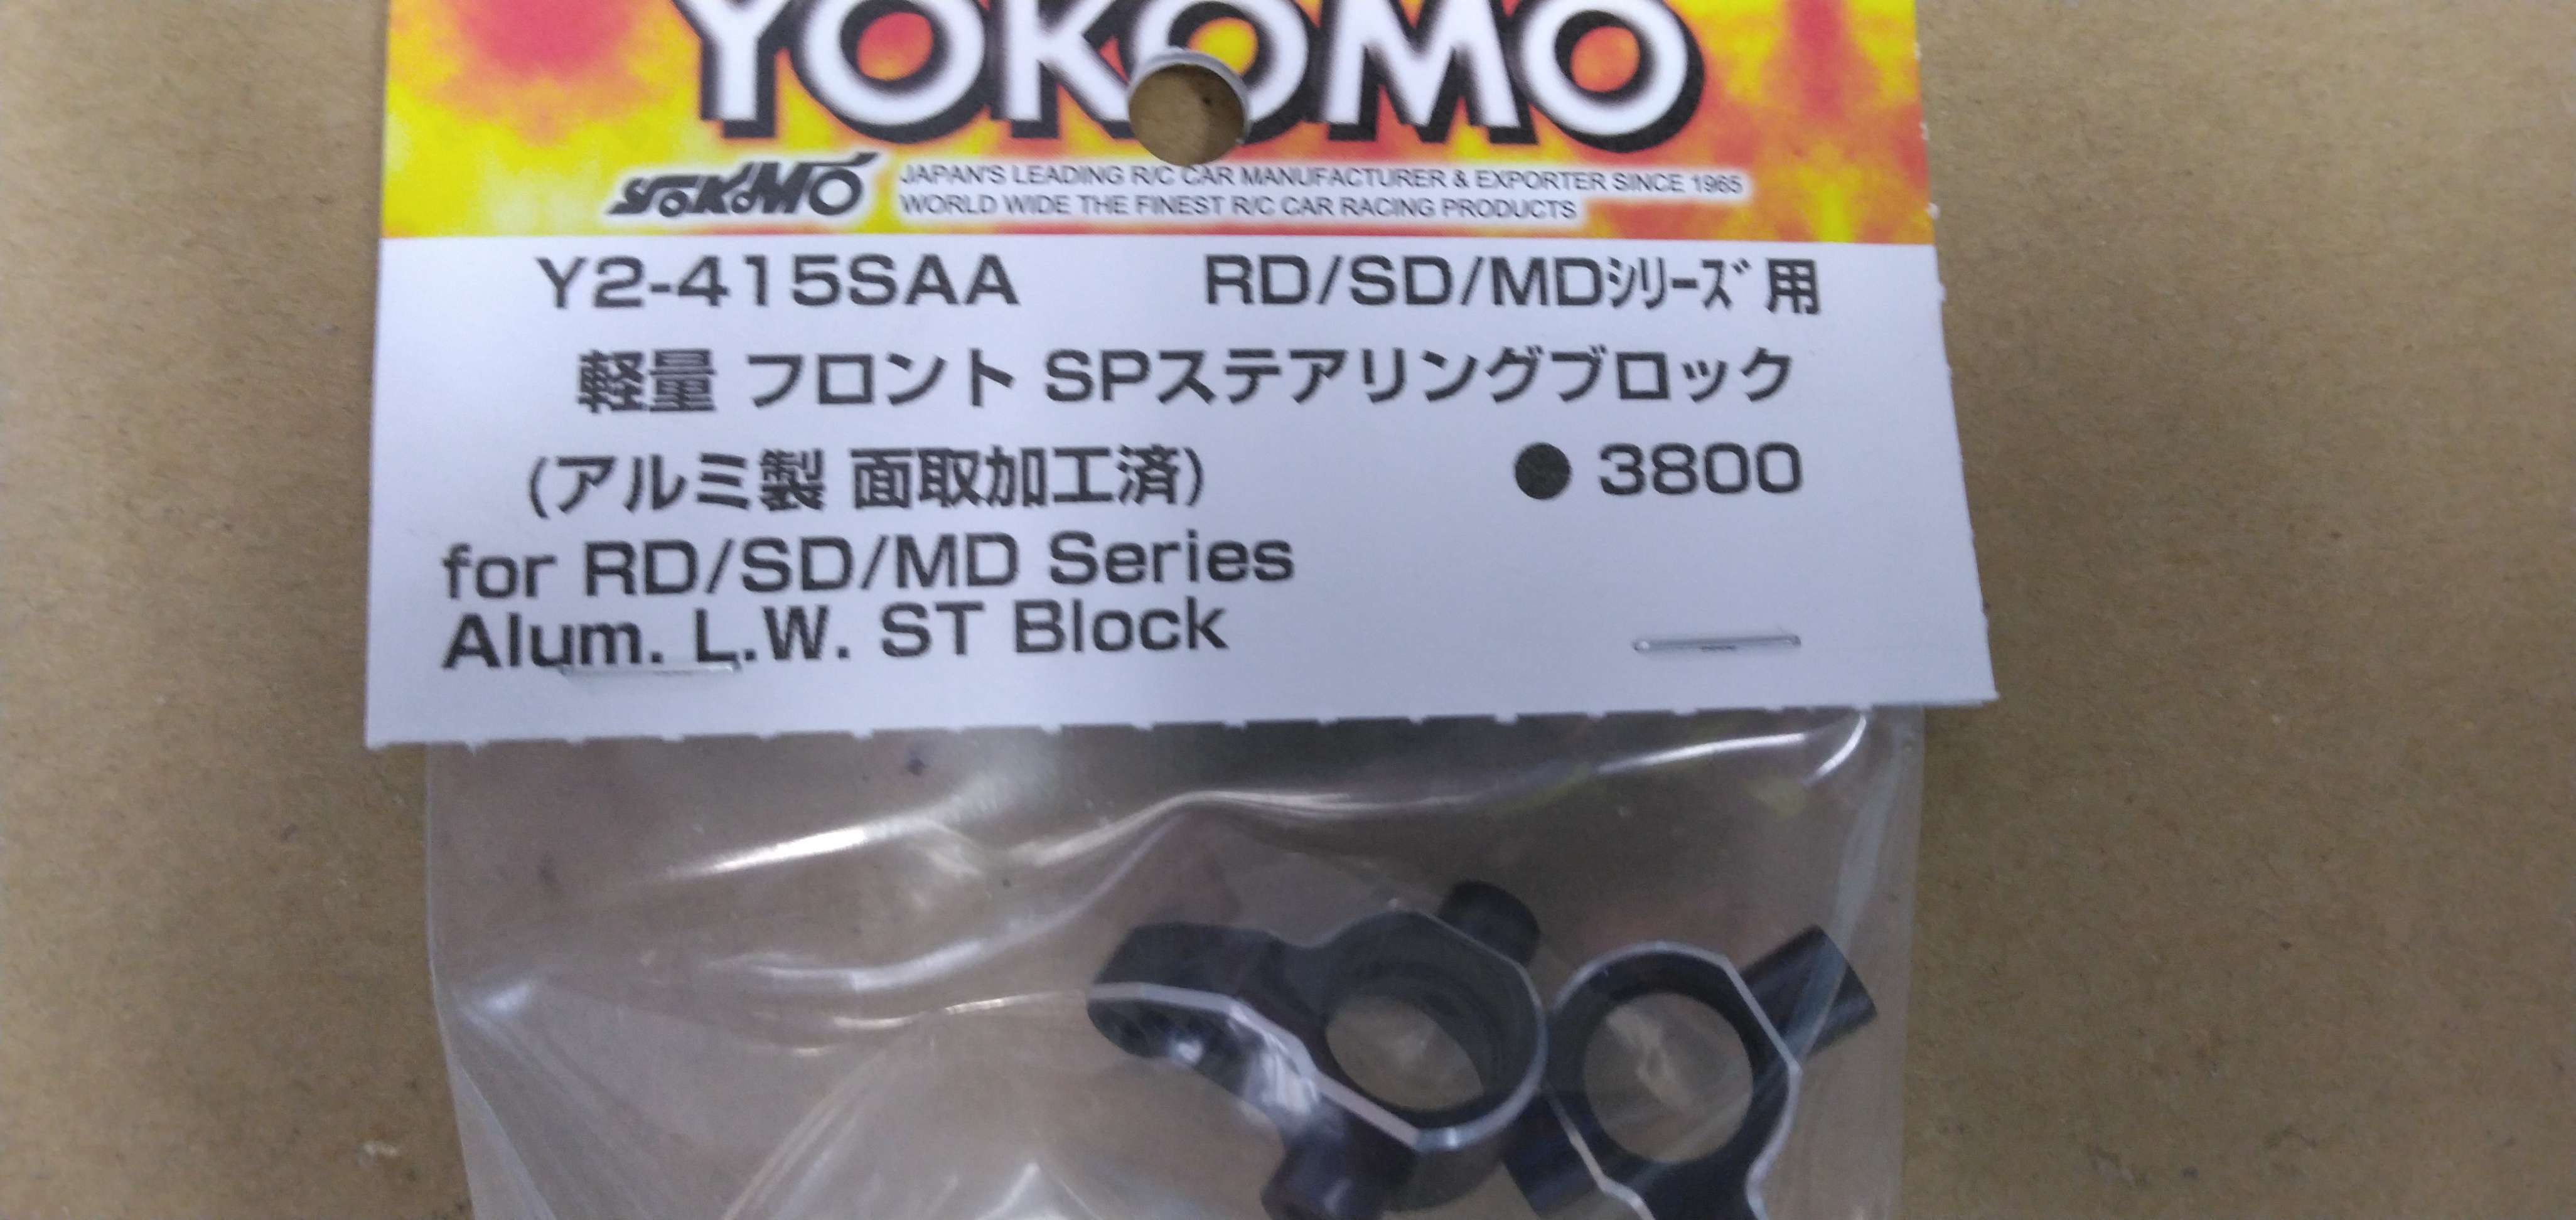 YOKOMO
YOKOMO JAPAN'S LEADING R/C CAR MANUFACTURER & EXPORTER SINCE 1965
WORLD WIDE THE FINEST R/C CAR RACING PRODUCTS
Y2-415SAA RD/SD/MDｼﾘｰｽﾞ用
軽量 フロント SPステアリングブロック
(アルミ製 面取加工済) ● 3800
for RD/SD/MD Series
Alum. L.W. ST Block